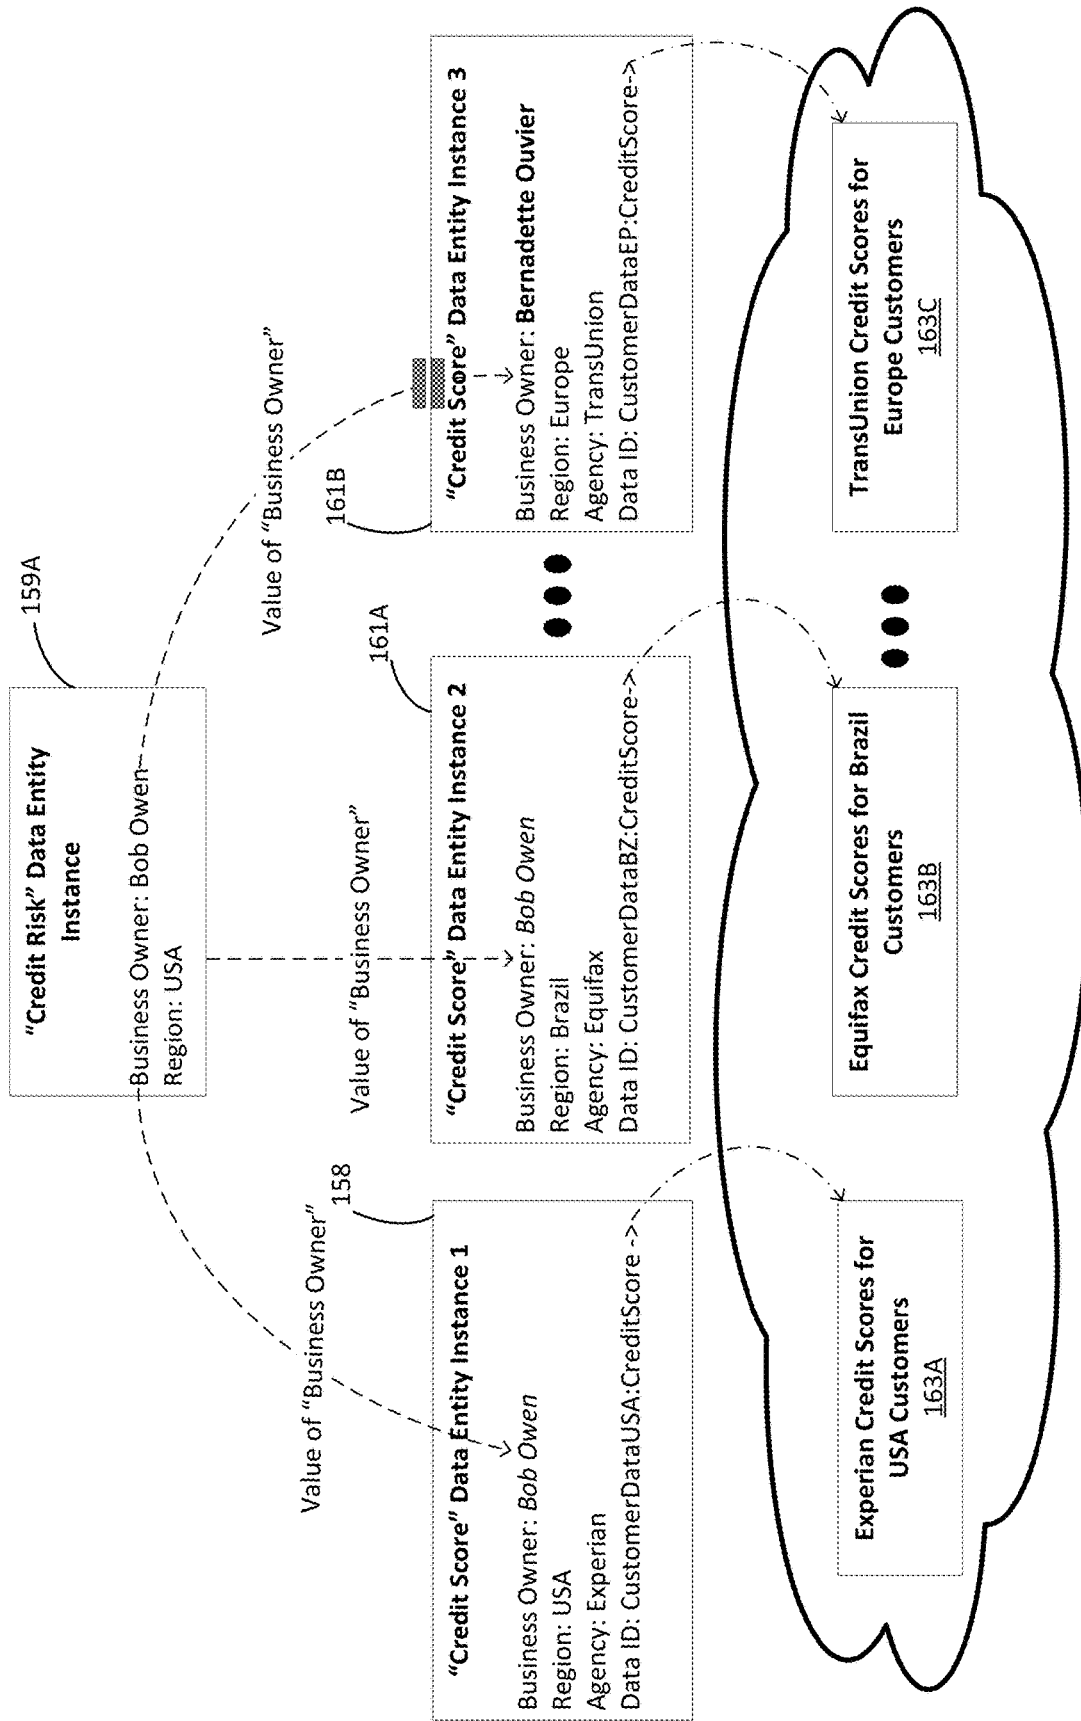 “Credit Risk” Data Entity
Instance
Business Owner: Bob Owen
Region: USA
159A
Value of “Business Owner”
Value of “Business Owner”
Value of “Business Owner”
158
“Credit Score” Data Entity Instance 1
Business Owner: Bob Owen
Region: USA
Agency: Experian
Data ID: CustomerDataUSA:CreditScore ->
161A
“Credit Score” Data Entity Instance 2
Business Owner: Bob Owen
Region: Brazil
Agency: Equifax
Data ID: CustomerDataBZ:CreditScore->
161B
“Credit Score” Data Entity Instance 3
Business Owner: Bernadette Ouvier
Region: Europe
Agency: TransUnion
Data ID: CustomerDataEP:CreditScore->
Experian Credit Scores for
USA Customers
163A
Equifax Credit Scores for Brazil
Customers
163B
TransUnion Credit Scores for
Europe Customers
163C